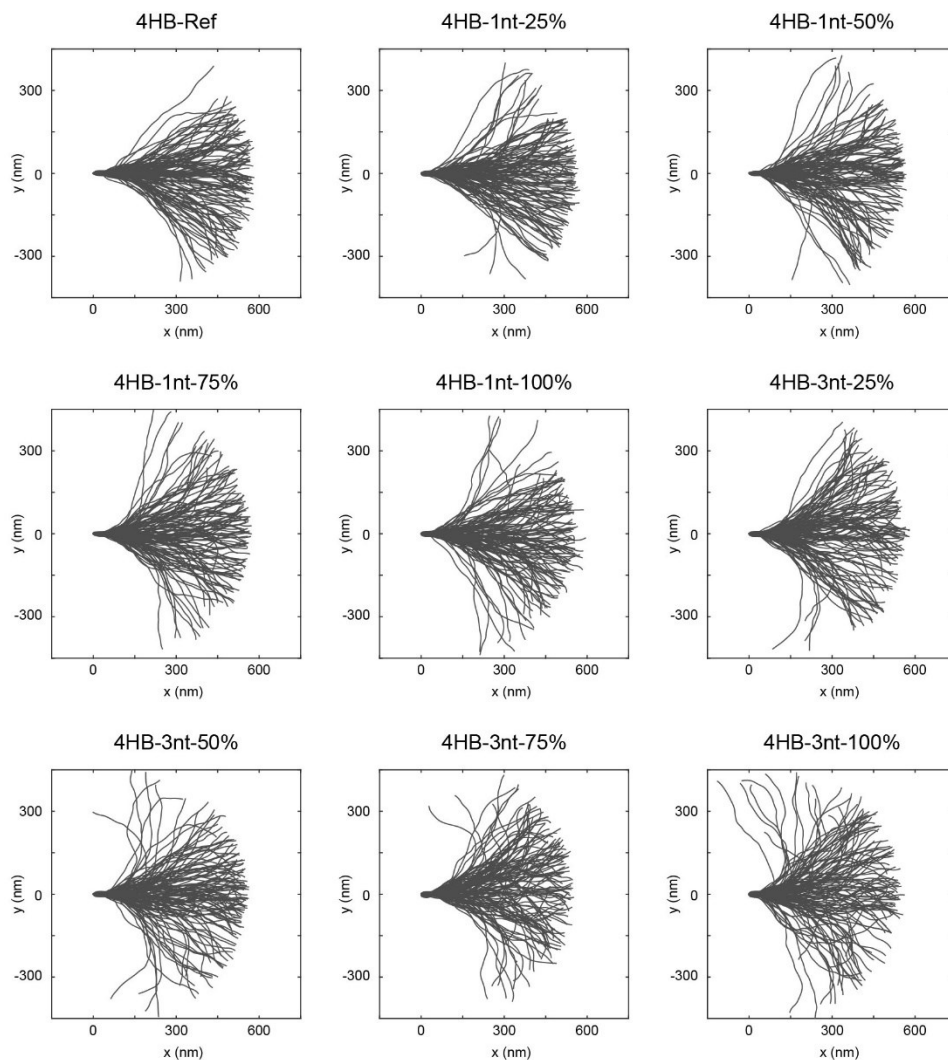 4HB-Ref
4HB-1nt-25%
4HB-1nt-50%
300
0
-300
y (nm)
0
300
600
x (nm)
300
0
-300
y (nm)
0
300
600
x (nm)
300
0
-300
y (nm)
0
300
600
x (nm)
4HB-1nt-75%
4HB-1nt-100%
4HB-3nt-25%
300
0
-300
y (nm)
0
300
600
x (nm)
300
0
-300
y (nm)
0
300
600
x (nm)
300
0
-300
y (nm)
0
300
600
x (nm)
4HB-3nt-50%
4HB-3nt-75%
4HB-3nt-100%
300
0
-300
y (nm)
0
300
600
x (nm)
300
0
-300
y (nm)
0
300
600
x (nm)
300
0
-300
y (nm)
0
300
600
x (nm)